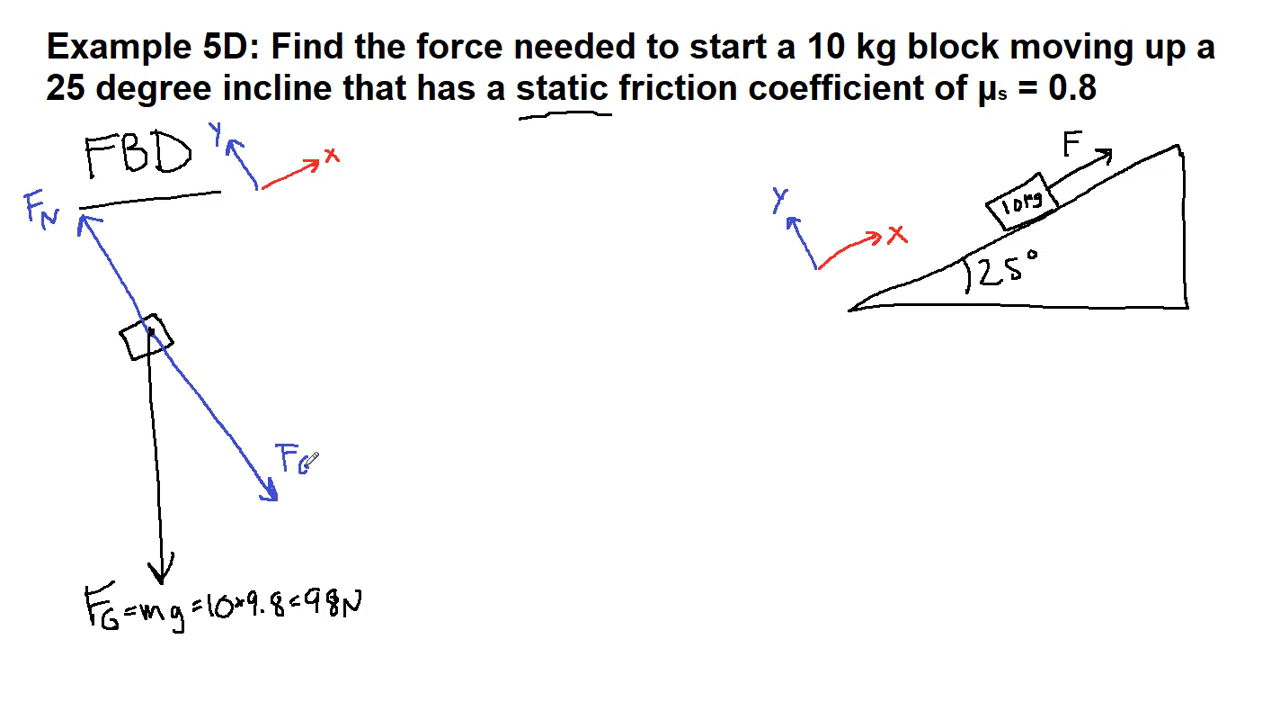 Example 5D: Find the force needed to start a 10 kg block moving up a
25 degree incline that has a static friction coefficient of μs = 0.8
FBD
Y
x
F
10kg
FN
Y
x
25°
FG
FG=mg=10*9.8=98N